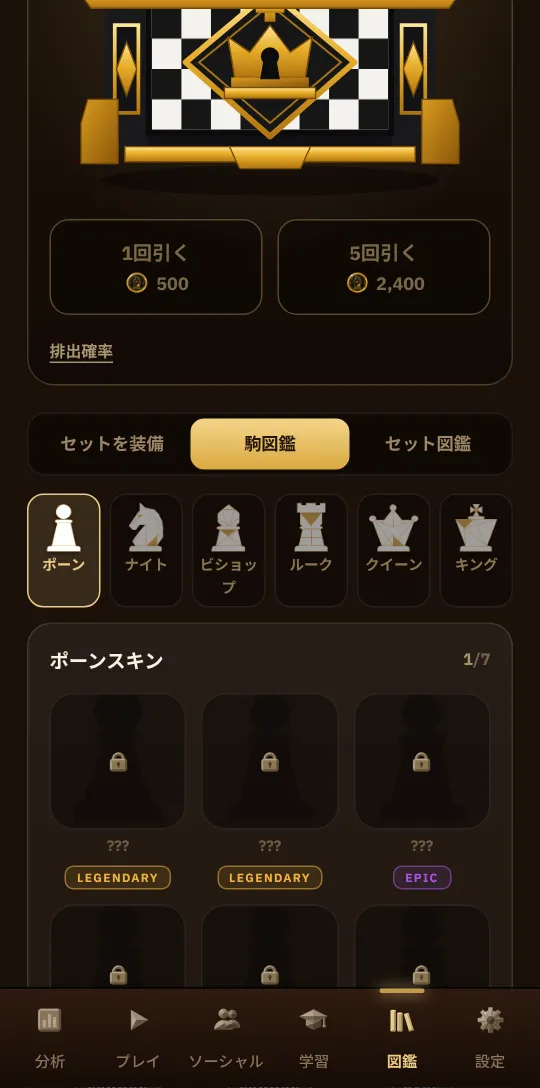 1回引く
500
5回引く
2,400
排出確率
セットを装備
駒図鑑
セット図鑑
ポーン
ナイト
ビショッ
プ
ルーク
クイーン
キング
ポーンスキン
1/7
???
???
???
LEGENDARY
LEGENDARY
EPIC
分析
プレイ
ソーシャル
学習
図鑑
設定